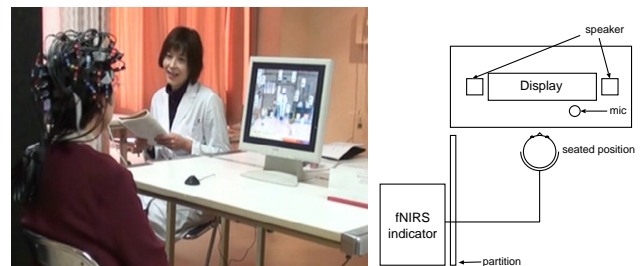 speaker
Display
mic
seated position
fNIRS
indicator
partition